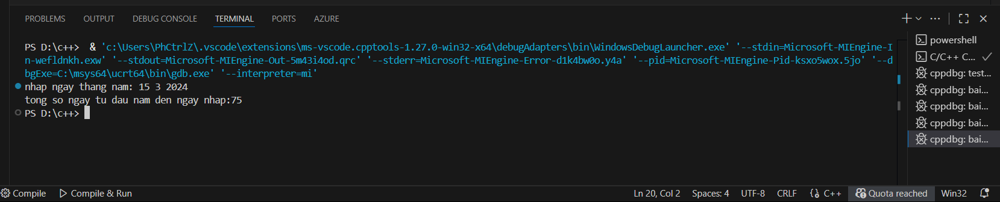 PROBLEMS OUTPUT DEBUG CONSOLE TERMINAL PORTS AZURE
PS D:\c++>  & 'c:\Users\PhCtrlZ\.vscode\extensions\ms-vscode.cpptools-1.27.0-win32-x64\debugAdapters\bin\WindowsDebugLauncher.exe' '--stdin=Microsoft-MIEngine-I
n-wefldnkh.exw' '--stdout=Microsoft-MIEngine-Out-5m43i4od.qrc' '--stderr=Microsoft-MIEngine-Error-d1k4bw0o.y4a' '--pid=Microsoft-MIEngine-Pid-ksxo5wox.5jo' '--d
bgExe=C:\msys64\ucrt64\bin\gdb.exe' '--interpreter=mi'
nhap ngay thang nam: 15 3 2024
tong so ngay tu dau nam den ngay nhap:75
PS D:\c++>
powershell
C/C++ C...
cppdbg: test...
cppdbg: bai...
cppdbg: bai...
cppdbg: bai...
cppdbg: bai...
Compile Compile & Run Ln 20, Col 2 Spaces: 4 UTF-8 CRLF {} C++ Quota reached Win32